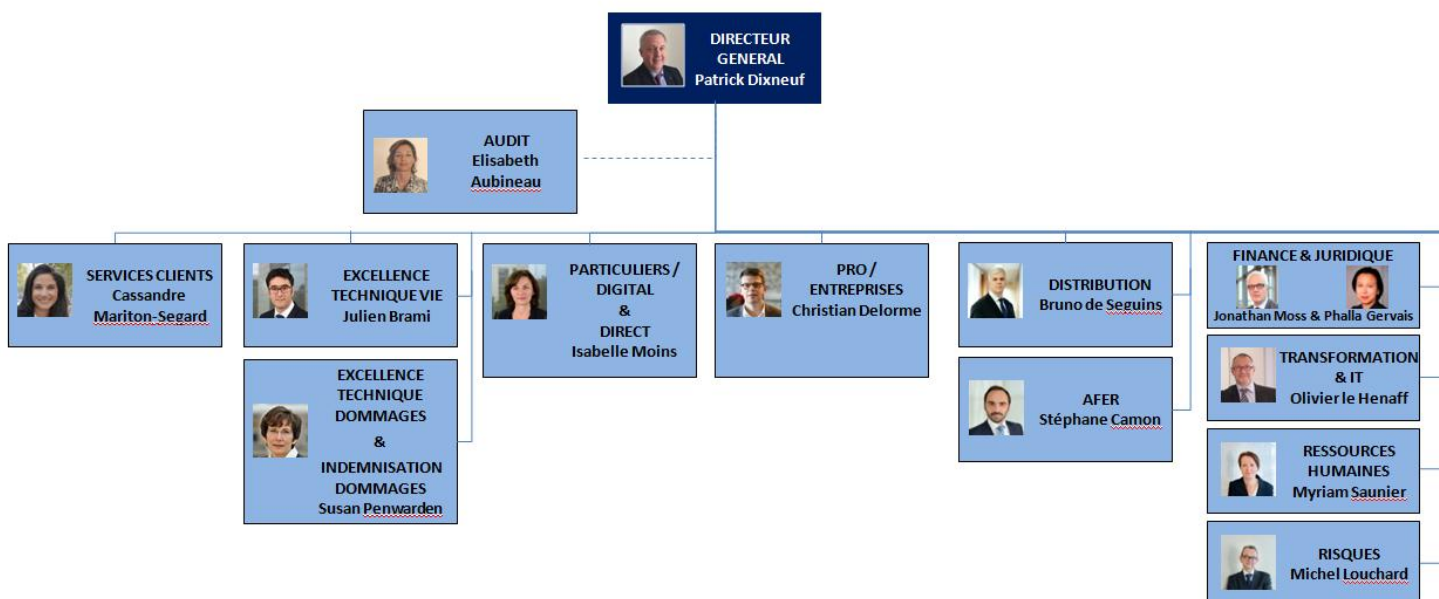 DIRECTEUR
GENERAL
Patrick Dixneuf
AUDIT
Elisabeth
Aubineau
SERVICES CLIENTS
Cassandre
Mariton-Segard
EXCELLENCE
TECHNIQUE VIE
Julien Brami
EXCELLENCE
TECHNIQUE
DOMMAGES
&
INDEMNISATION
DOMMAGES
Susan Penwarden
PARTICULIERS /
DIGITAL
&
DIRECT
Isabelle Moins
PRO /
ENTREPRISES
Christian Delorme
DISTRIBUTION
Bruno de Seguins
AFER
Stéphane Camon
FINANCE & JURIDIQUE
Jonathan Moss & Phalla Gervais
TRANSFORMATION
& IT
Olivier le Henaff
RESSOURCES
HUMAINES
Myriam Saunier
RISQUES
Michel Louchard